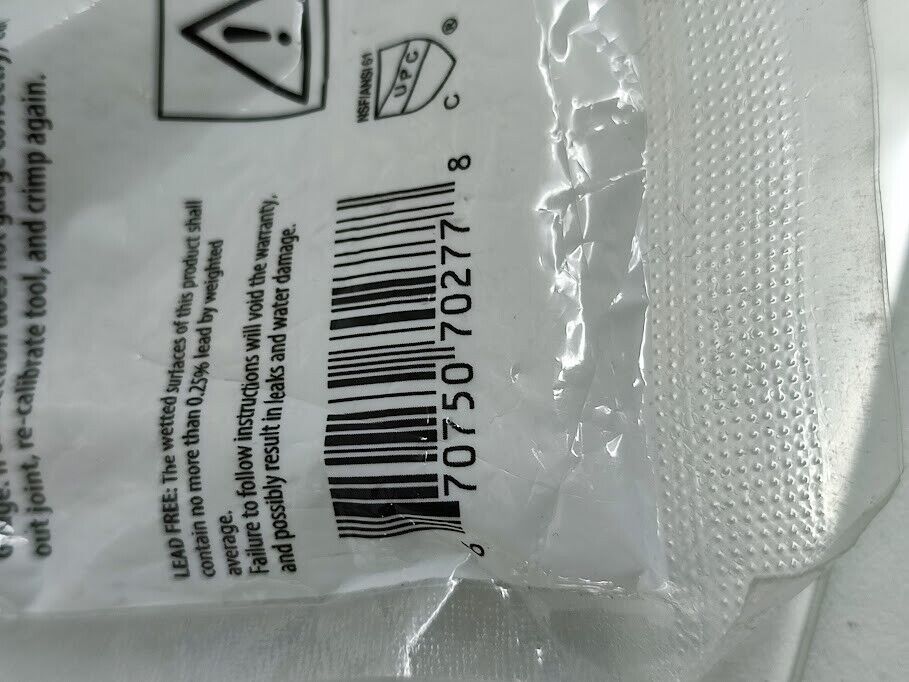 out joint, re-calibrate tool, and crimp again.
LEAD FREE: The wetted surfaces of this product shall
contain no more than 0.25% lead by weighted
average.
Failure to follow instructions will void the warranty,
and possibly result in leaks and water damage.
!
NSF/ANSI 61
UPC
®
C
6 70750 70277 8